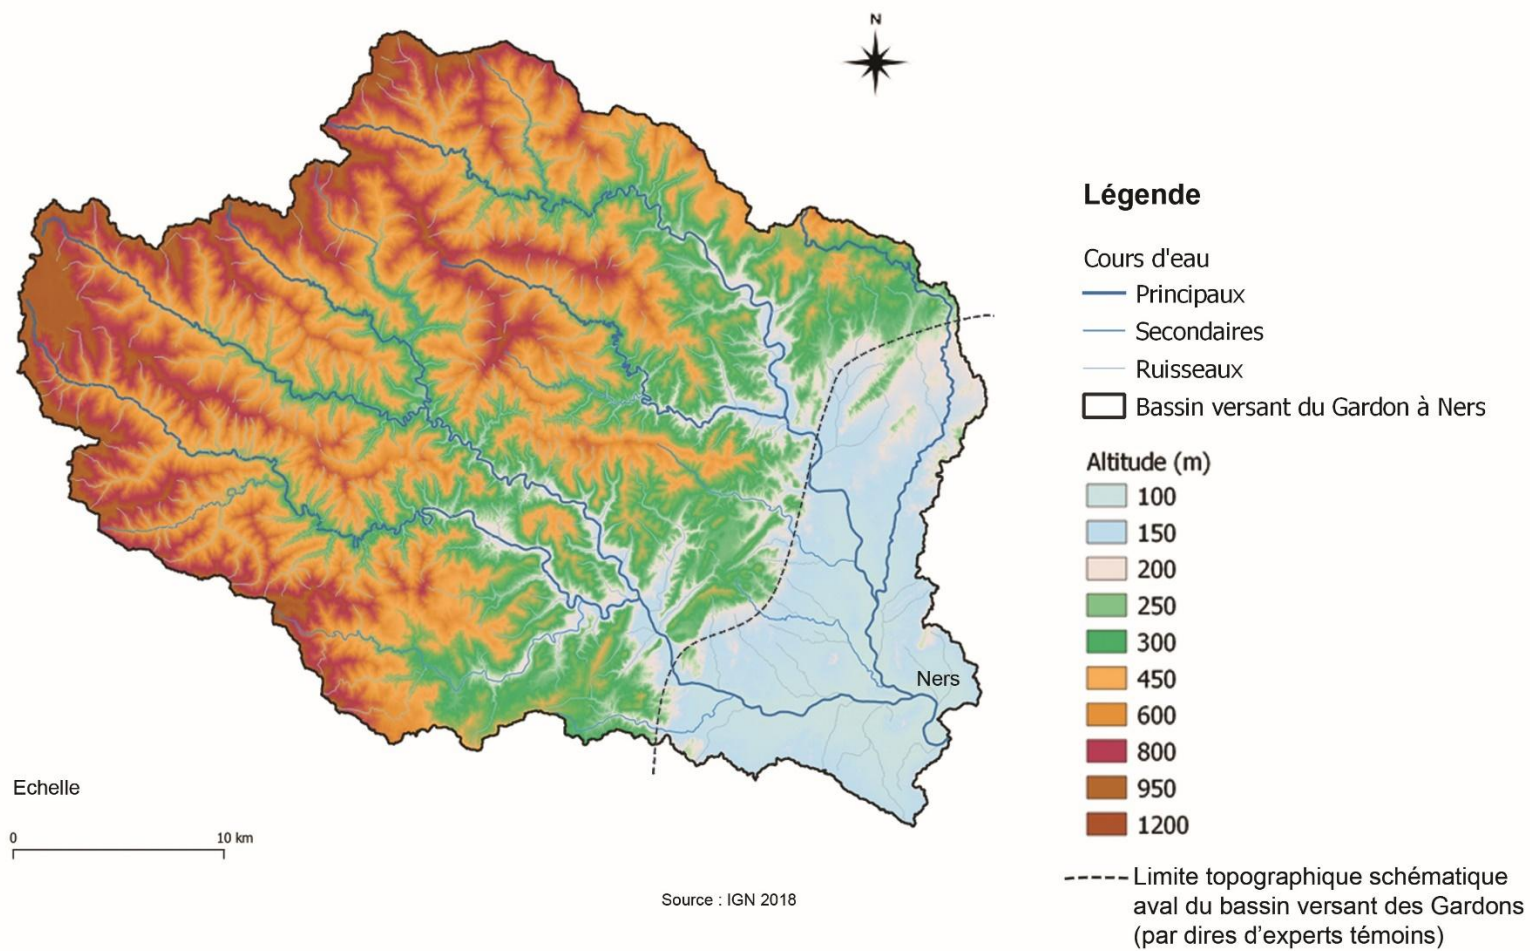 N
Légende
Cours d'eau
Principaux
Secondaires
Ruisseaux
Bassin versant du Gardon à Ners
Altitude (m)
100
150
200
250
300
450
600
800
950
1200
Limite topographique schématique
aval du bassin versant des Gardons
(par dires d'experts témoins)
Ners
Echelle
0 10 km
Source : IGN 2018